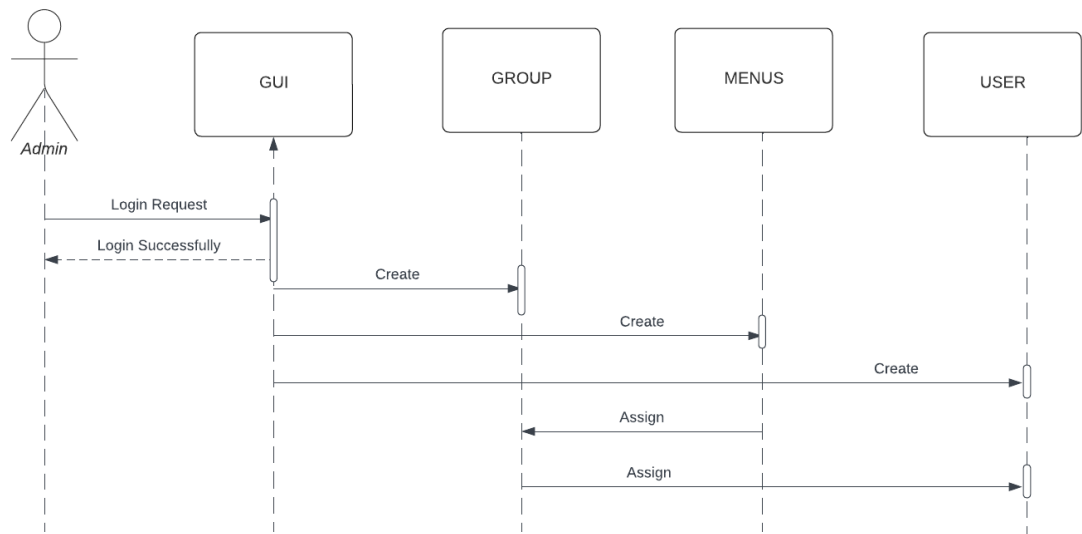 GUI
GROUP
MENUS
USER
Admin
Login Request
Login Successfully
Create
Create
Create
Assign
Assign